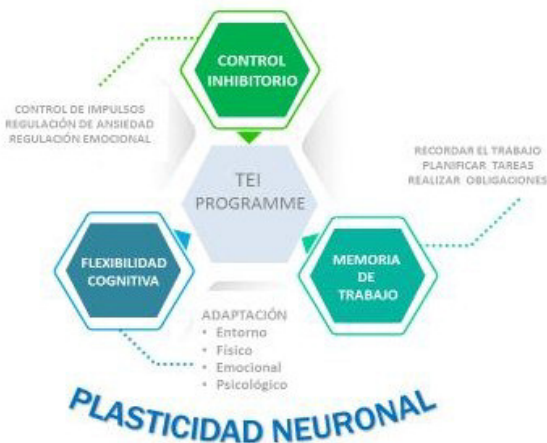 CONTROL
INHIBITORIO
CONTROL DE IMPULSOS
REGULACIÓN DE ANSIEDAD
REGULACIÓN EMOCIONAL
RECORDAR EL TRABAJO
PLANIFICAR TAREAS
REALIZAR OBLIGACIONES
TEI
PROGRAMME
FLEXIBILIDAD
COGNITIVA
MEMORIA
DE
TRABAJO
ADAPTACIÓN
• Entorno
• Físico
• Emocional
• Psicológico
PLASTICIDAD NEURONAL